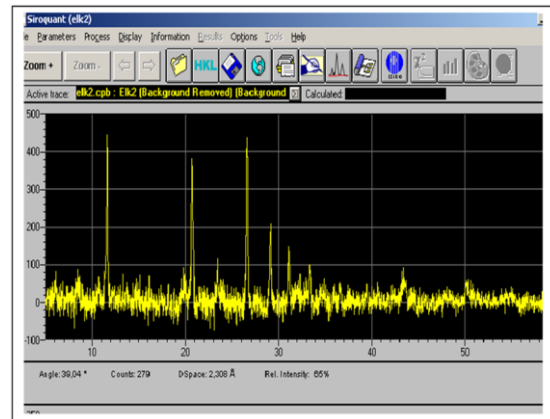 Siroquant (elk2)
le Parameters Process Display Information Results Options Tools Help
Zoom + Zoom - HKL
Active trace: elk2.cpb : Elk2 (Background Removed) (Background Calculated:
500
400
300
200
100
0
-100
10 20 30 40 50
Angle: 39,04 ° Counts: 279 D-Space: 2,308 Å Rel. Intensity: 65%